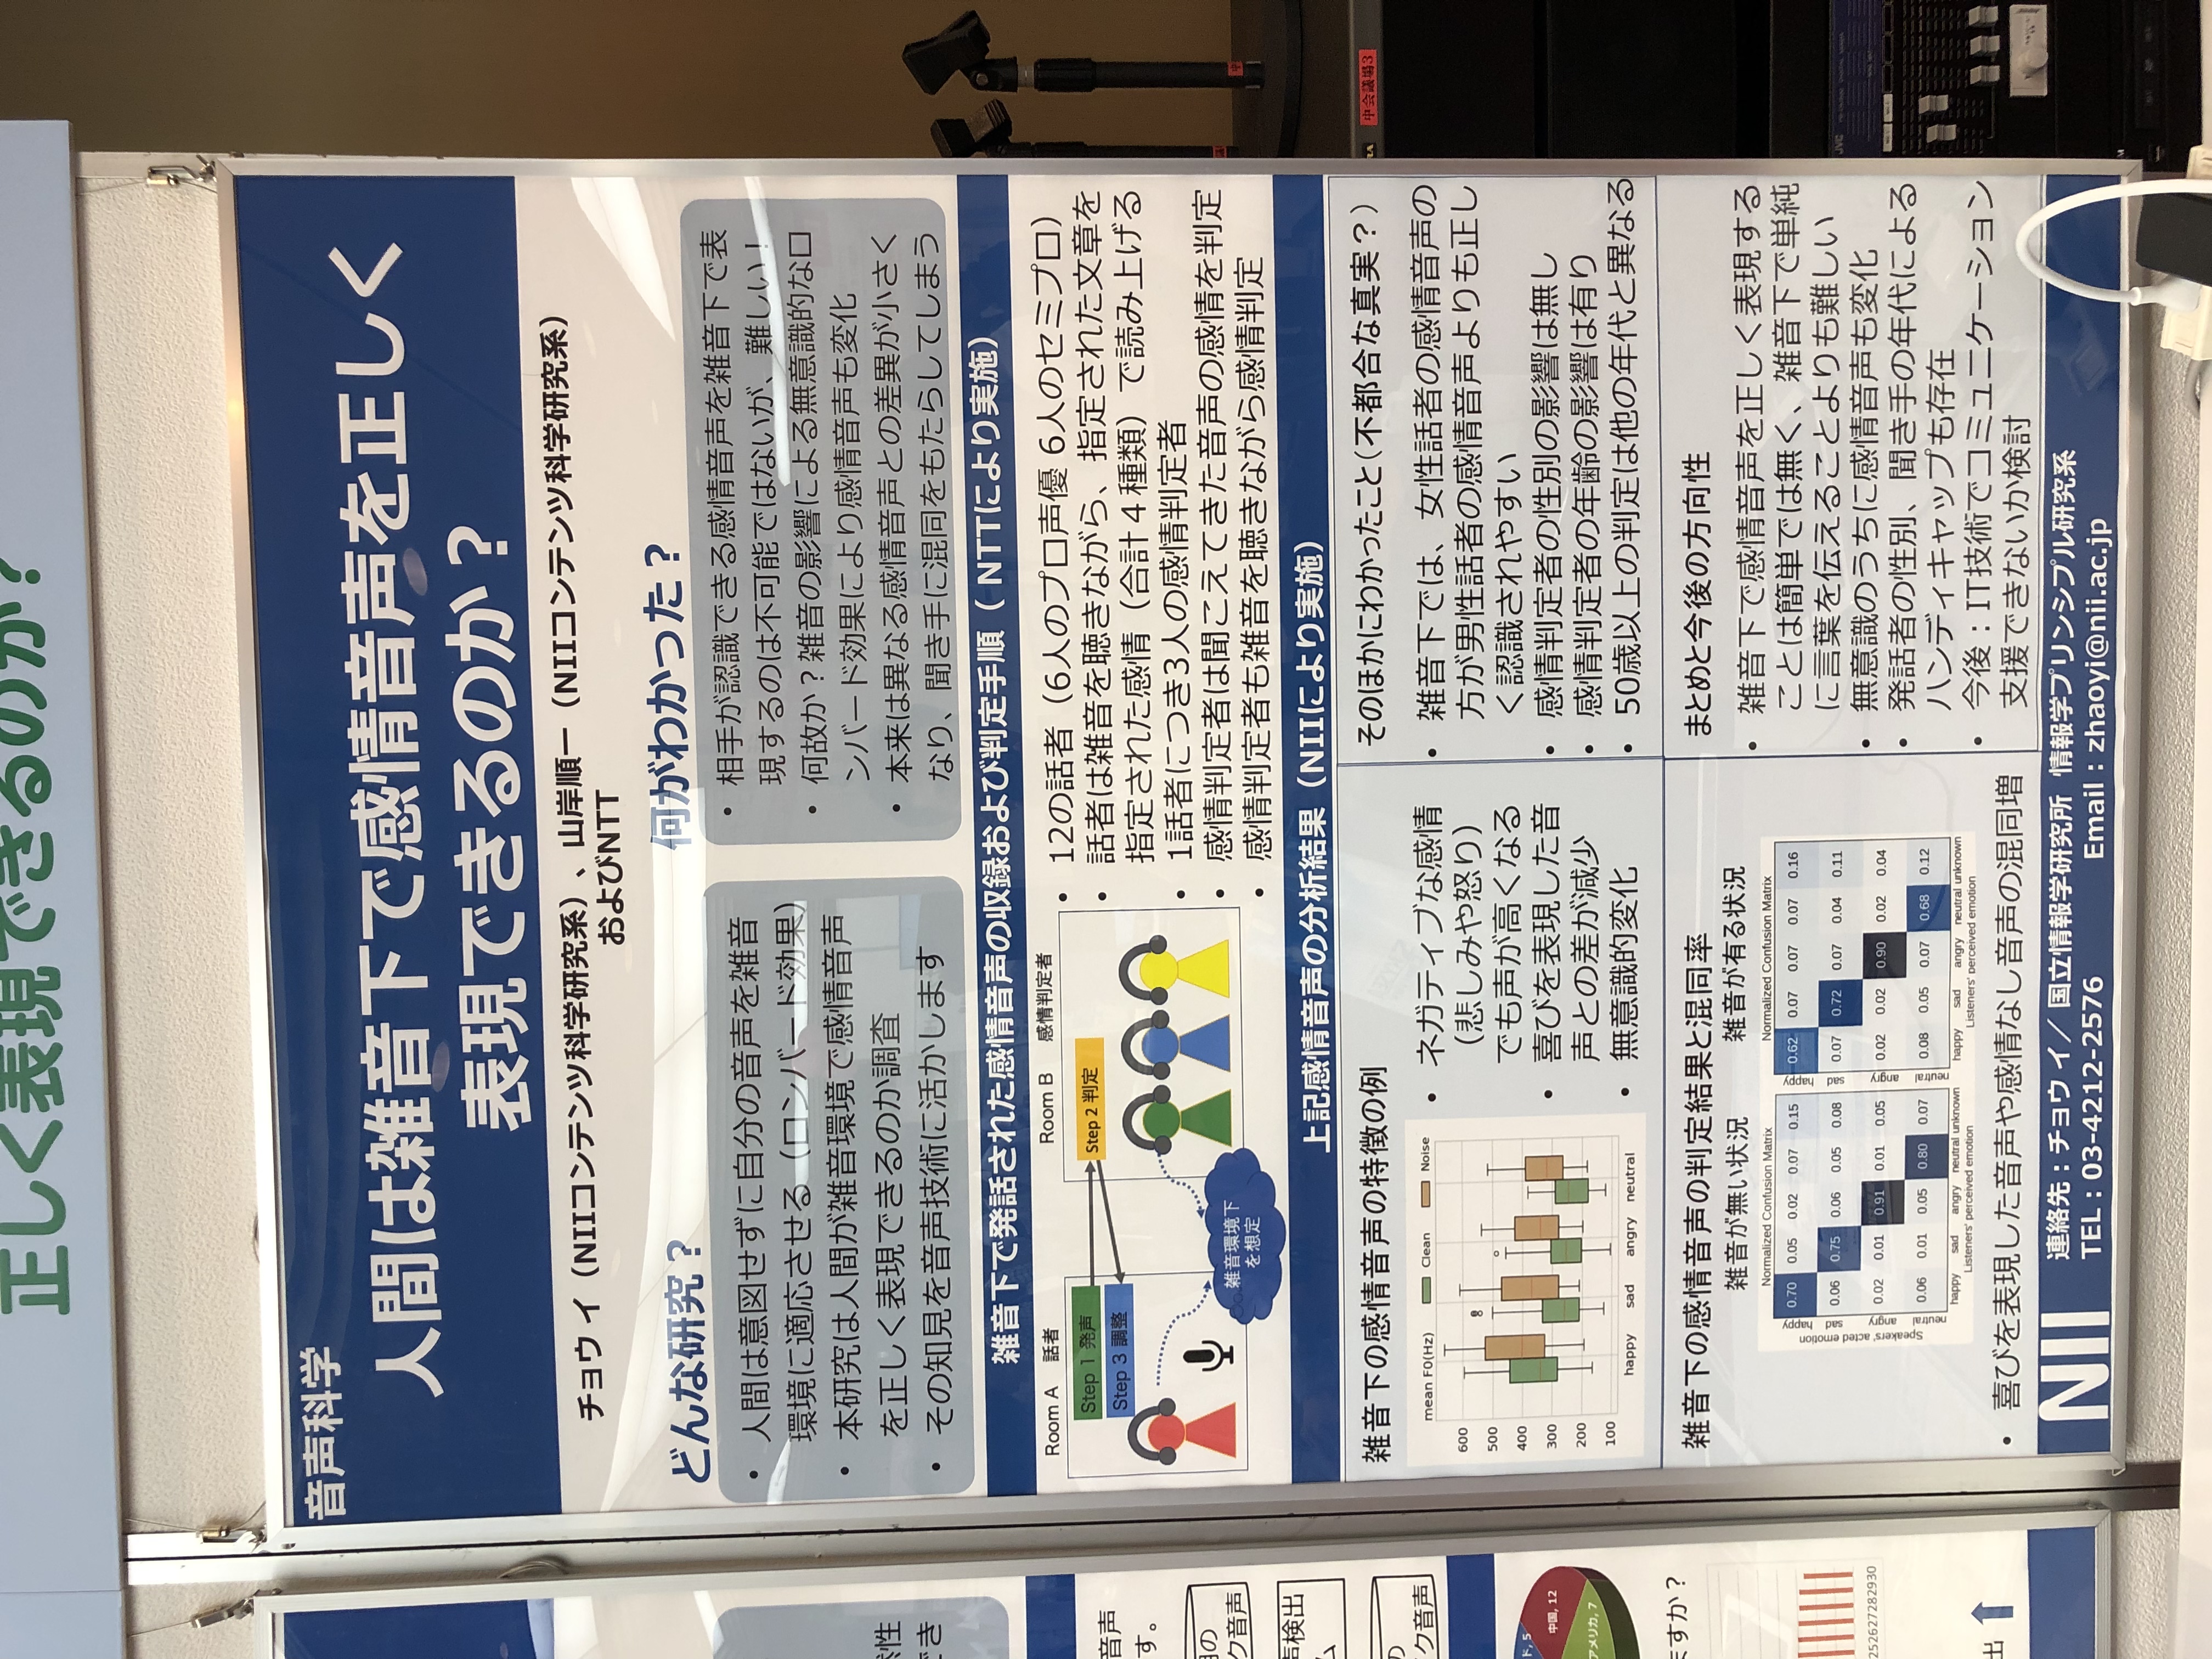 正しく表現できるのか?
音声科学
人間は雑音下で感情音声を正しく
表現できるのか？
チョウ イ（NIIコンテンツ科学研究系）、山岸順一（NIIコンテンツ科学研究系）
およびNTT
どんな研究？
• 人間は意図せずに自分の音声を雑音
環境に適応させる（ロンバード効果）
• 本研究は人間が雑音環境で感情音声
を正しく表現できるのか調査
• その知見を音声技術に活かします
何がわかった？
• 相手が認識できる感情音声を雑音下で表
現するのは不可能ではないが、難しい！
• 何故か？雑音の影響による無意識的なロ
ンバード効果により感情音声も変化
• 本来は異なる感情音声との差異が小さく
なり、聞き手に混同をもたらしてしまう
雑音下で発話された感情音声の収録および判定手順（ NTTにより実施）
Room A 話者
Room B 感情判定者
Step 1 発声
Step 2 判定
Step 3 調整
雑音環境下
を想定
• 12の話者（6人のプロ声優 6人のセミプロ）
• 話者は雑音を聴きながら、指定された文章を
指定された感情（合計４種類）で読み上げる
• 1話者につき3人の感情判定者
• 感情判定者は聞こえてきた音声の感情を判定
• 感情判定者も雑音を聴きながら感情判定
上記感情音声の分析結果（NIIにより実施）
雑音下の感情音声の特徴の例
mean F0(Hz) Clean Noise
600
500
400
300
200
100
happy sad angry neutral
• ネガティブな感情
（悲しみや怒り）
でも声が高くなる
• 喜びを表現した音
声との差が減少
• 無意識的変化
そのほかにわかったこと（不都合な真実？）
• 雑音下では、女性話者の感情音声の
方が男性話者の感情音声よりも正し
く認識されやすい
• 感情判定者の性別の影響は無し
• 感情判定者の年齢の影響は有り
• 50歳以上の判定は他の年代と異なる
雑音下の感情音声の判定結果と混同率
雑音が無い状況
Normalized Confusion Matrix
Speakers' acted emotion
happy 0.70 0.05 0.02 0.07 0.15
sad 0.06 0.75 0.06 0.05 0.08
angry 0.02 0.01 0.91 0.01 0.05
neutral 0.06 0.01 0.05 0.80 0.07
happy sad angry neutral unknown
Listeners' perceived emotion
雑音が有る状況
Normalized Confusion Matrix
happy 0.62 0.07 0.07 0.07 0.16
sad 0.07 0.72 0.07 0.04 0.11
angry 0.02 0.02 0.90 0.02 0.04
neutral 0.08 0.05 0.07 0.68 0.12
happy sad angry neutral unknown
Listeners' perceived emotion
• 喜びを表現した音声や感情なし音声の混同増
まとめと今後の方向性
• 雑音下で感情音声を正しく表現する
ことは簡単では無く、雑音下で単純
に言葉を伝えることよりも難しい
• 無意識のうちに感情音声も変化
• 発話者の性別、聞き手の年代による
ハンディキャップも存在
• 今後：IT技術でコミュニケーション
支援できないか検討
NII
連絡先：チョウ イ／ 国立情報学研究所 情報学プリンシプル研究系
TEL：03-4212-2576 Email：zhaoyi@nii.ac.jp
性
でき
音声
す。
の
ク音声
声検出
ム
の
ク音声
ド, 5
中国, 12
アメリカ, 7
ますか？
252627282930
出
中会議場3
JVC